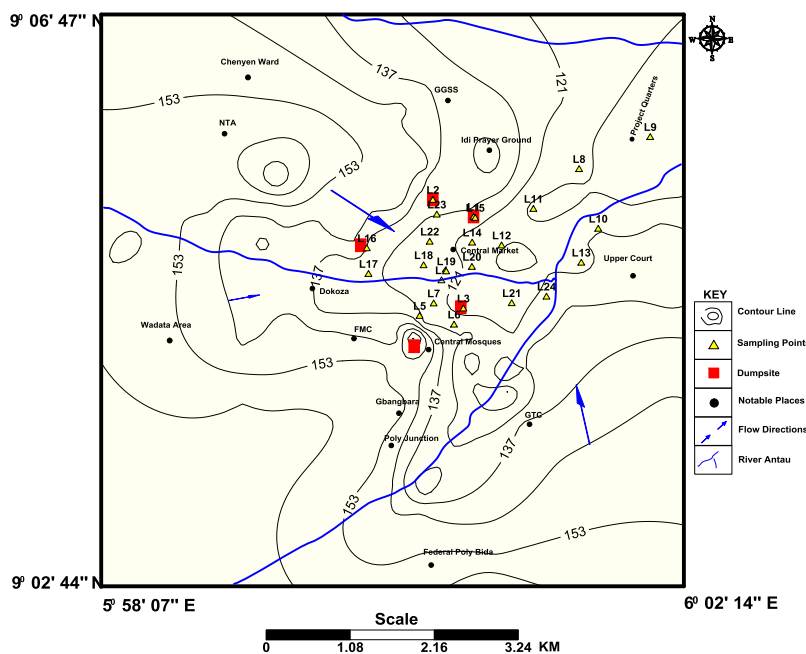 9⁰ 06' 47"
N
W E
S
Chenyen Ward
137
GGSS
121
153
NTA
Idi Prayer Ground
Project Quarters
L9
153
L8
L2
L23
L15
L11
L10
L16
L22
L14
L12
Central Market
153
L17
L18
L19
L20
L13
Upper Court
137
121
Dokoza
L7
L3
L21
L24
L5
L6
Wadata Area
FMC
Central Mosques
153
137
Gbangbara
GTC
Poly Junction
137
153
153
Federal Poly Bida
9⁰ 02' 44" N
5⁰ 58' 07" E
6⁰ 02' 14" E
KEY
Contour Line
Sampling Point
Dumpsite
Notable Places
Flow Directions
River Antau
Scale
0 1.08 2.16 3.24 KM